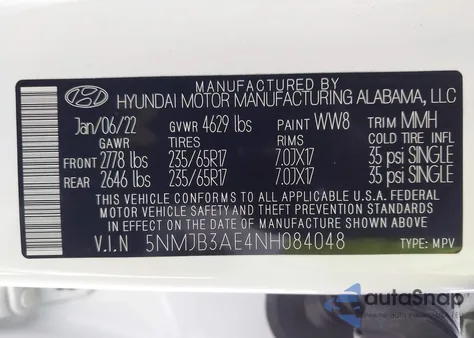 MANUFACTURED BY
HYUNDAI MOTOR MANUFACTURING ALABAMA, LLC
Jan/06/22 GVWR 4629 lbs PAINT WW8 TRIM MMH
GAWR TIRES RIMS COLD TIRE INFL
FRONT 2778 lbs 235/65R17 7.0JX17 35 psi SINGLE
REAR 2646 lbs 235/65R17 7.0JX17 35 psi SINGLE
THIS VEHICLE CONFORMS TO ALL APPLICABLE U.S.A. FEDERAL
MOTOR VEHICLE SAFETY AND THEFT PREVENTION STANDARDS
IN EFFECT ON THE DATE OF MANUFACTURE SHOWN ABOVE.
V.I.N 5NMJB3AE4NH084048 TYPE: MPV
autoSnap